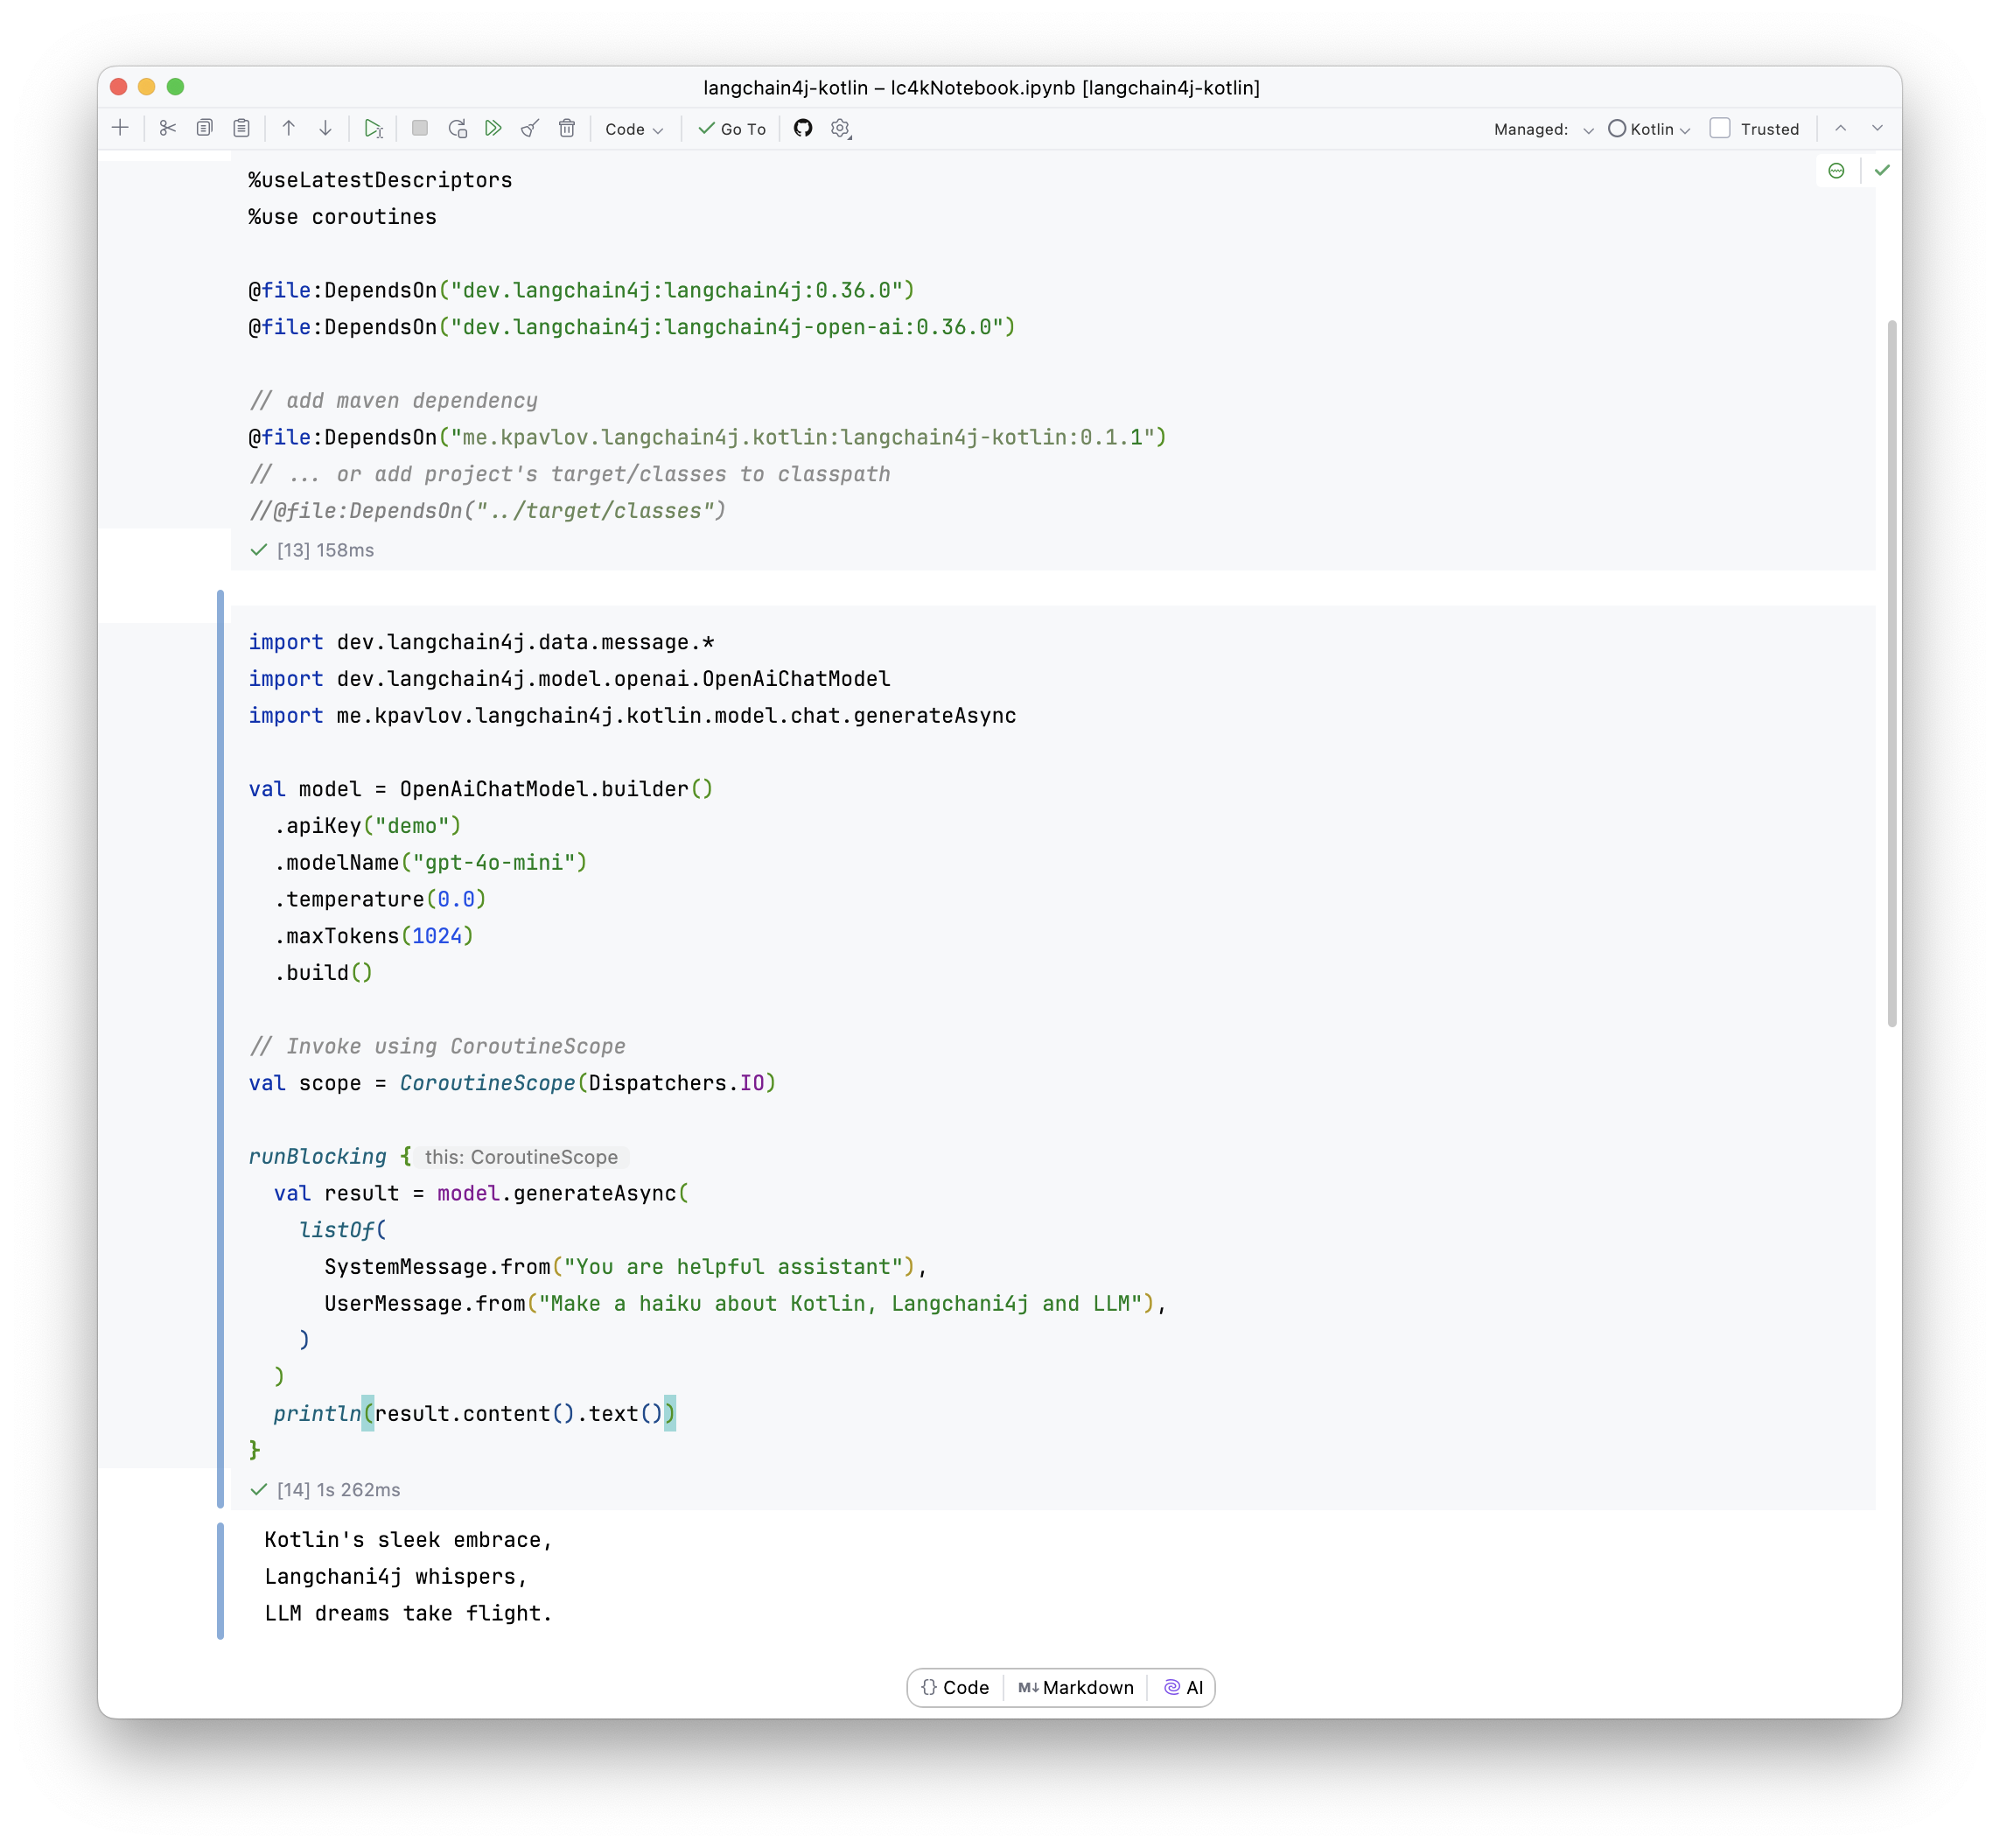 langchain4j-kotlin – lc4kNotebook.ipynb [langchain4j-kotlin]
Code Go To Managed: Kotlin Trusted
%useLatestDescriptors
%use coroutines
@file:DependsOn("dev.langchain4j:langchain4j:0.36.0")
@file:DependsOn("dev.langchain4j:langchain4j-open-ai:0.36.0")
// add maven dependency
@file:DependsOn("me.kpavlov.langchain4j.kotlin:langchain4j-kotlin:0.1.1")
// ... or add project's target/classes to classpath
//@file:DependsOn("../target/classes")
[13] 158ms
import dev.langchain4j.data.message.*
import dev.langchain4j.model.openai.OpenAiChatModel
import me.kpavlov.langchain4j.kotlin.model.chat.generateAsync
val model = OpenAiChatModel.builder()
.apiKey("demo")
.modelName("gpt-4o-mini")
.temperature(0.0)
.maxTokens(1024)
.build()
// Invoke using CoroutineScope
val scope = CoroutineScope(Dispatchers.IO)
runBlocking { this: CoroutineScope
val result = model.generateAsync(
listOf(
SystemMessage.from("You are helpful assistant"),
UserMessage.from("Make a haiku about Kotlin, Langchani4j and LLM"),
)
)
println(result.content().text())
}
[14] 1s 262ms
Kotlin's sleek embrace,
Langchani4j whispers,
LLM dreams take flight.
{} Code M↓ Markdown AI